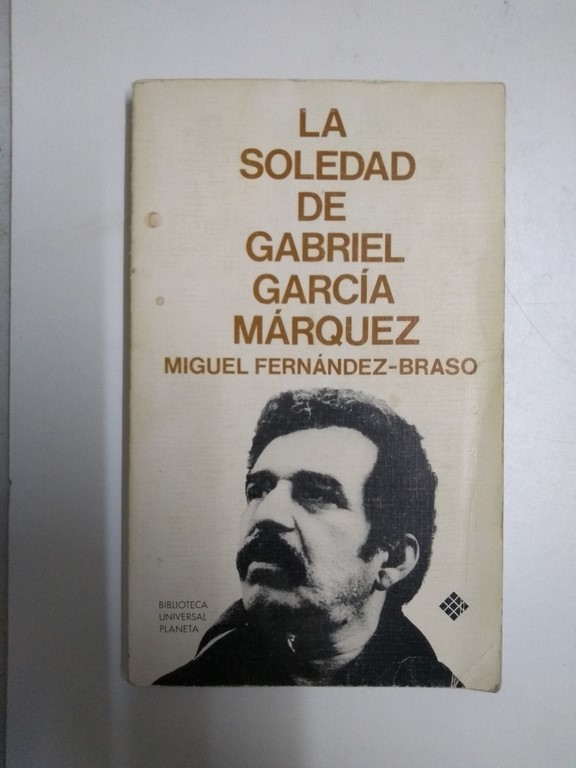 LA
SOLEDAD
DE
GABRIEL
GARCÍA
MÁRQUEZ
MIGUEL FERNÁNDEZ-BRASO
BIBLIOTECA
UNIVERSAL
PLANETA